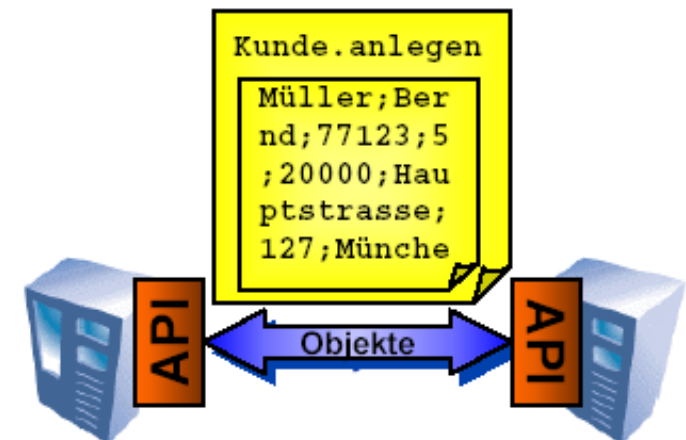 Kunde.anlegen
Müller;Ber
nd;77123;5
;20000;Hau
ptstrasse;
127;Münche
API
Objekte
API